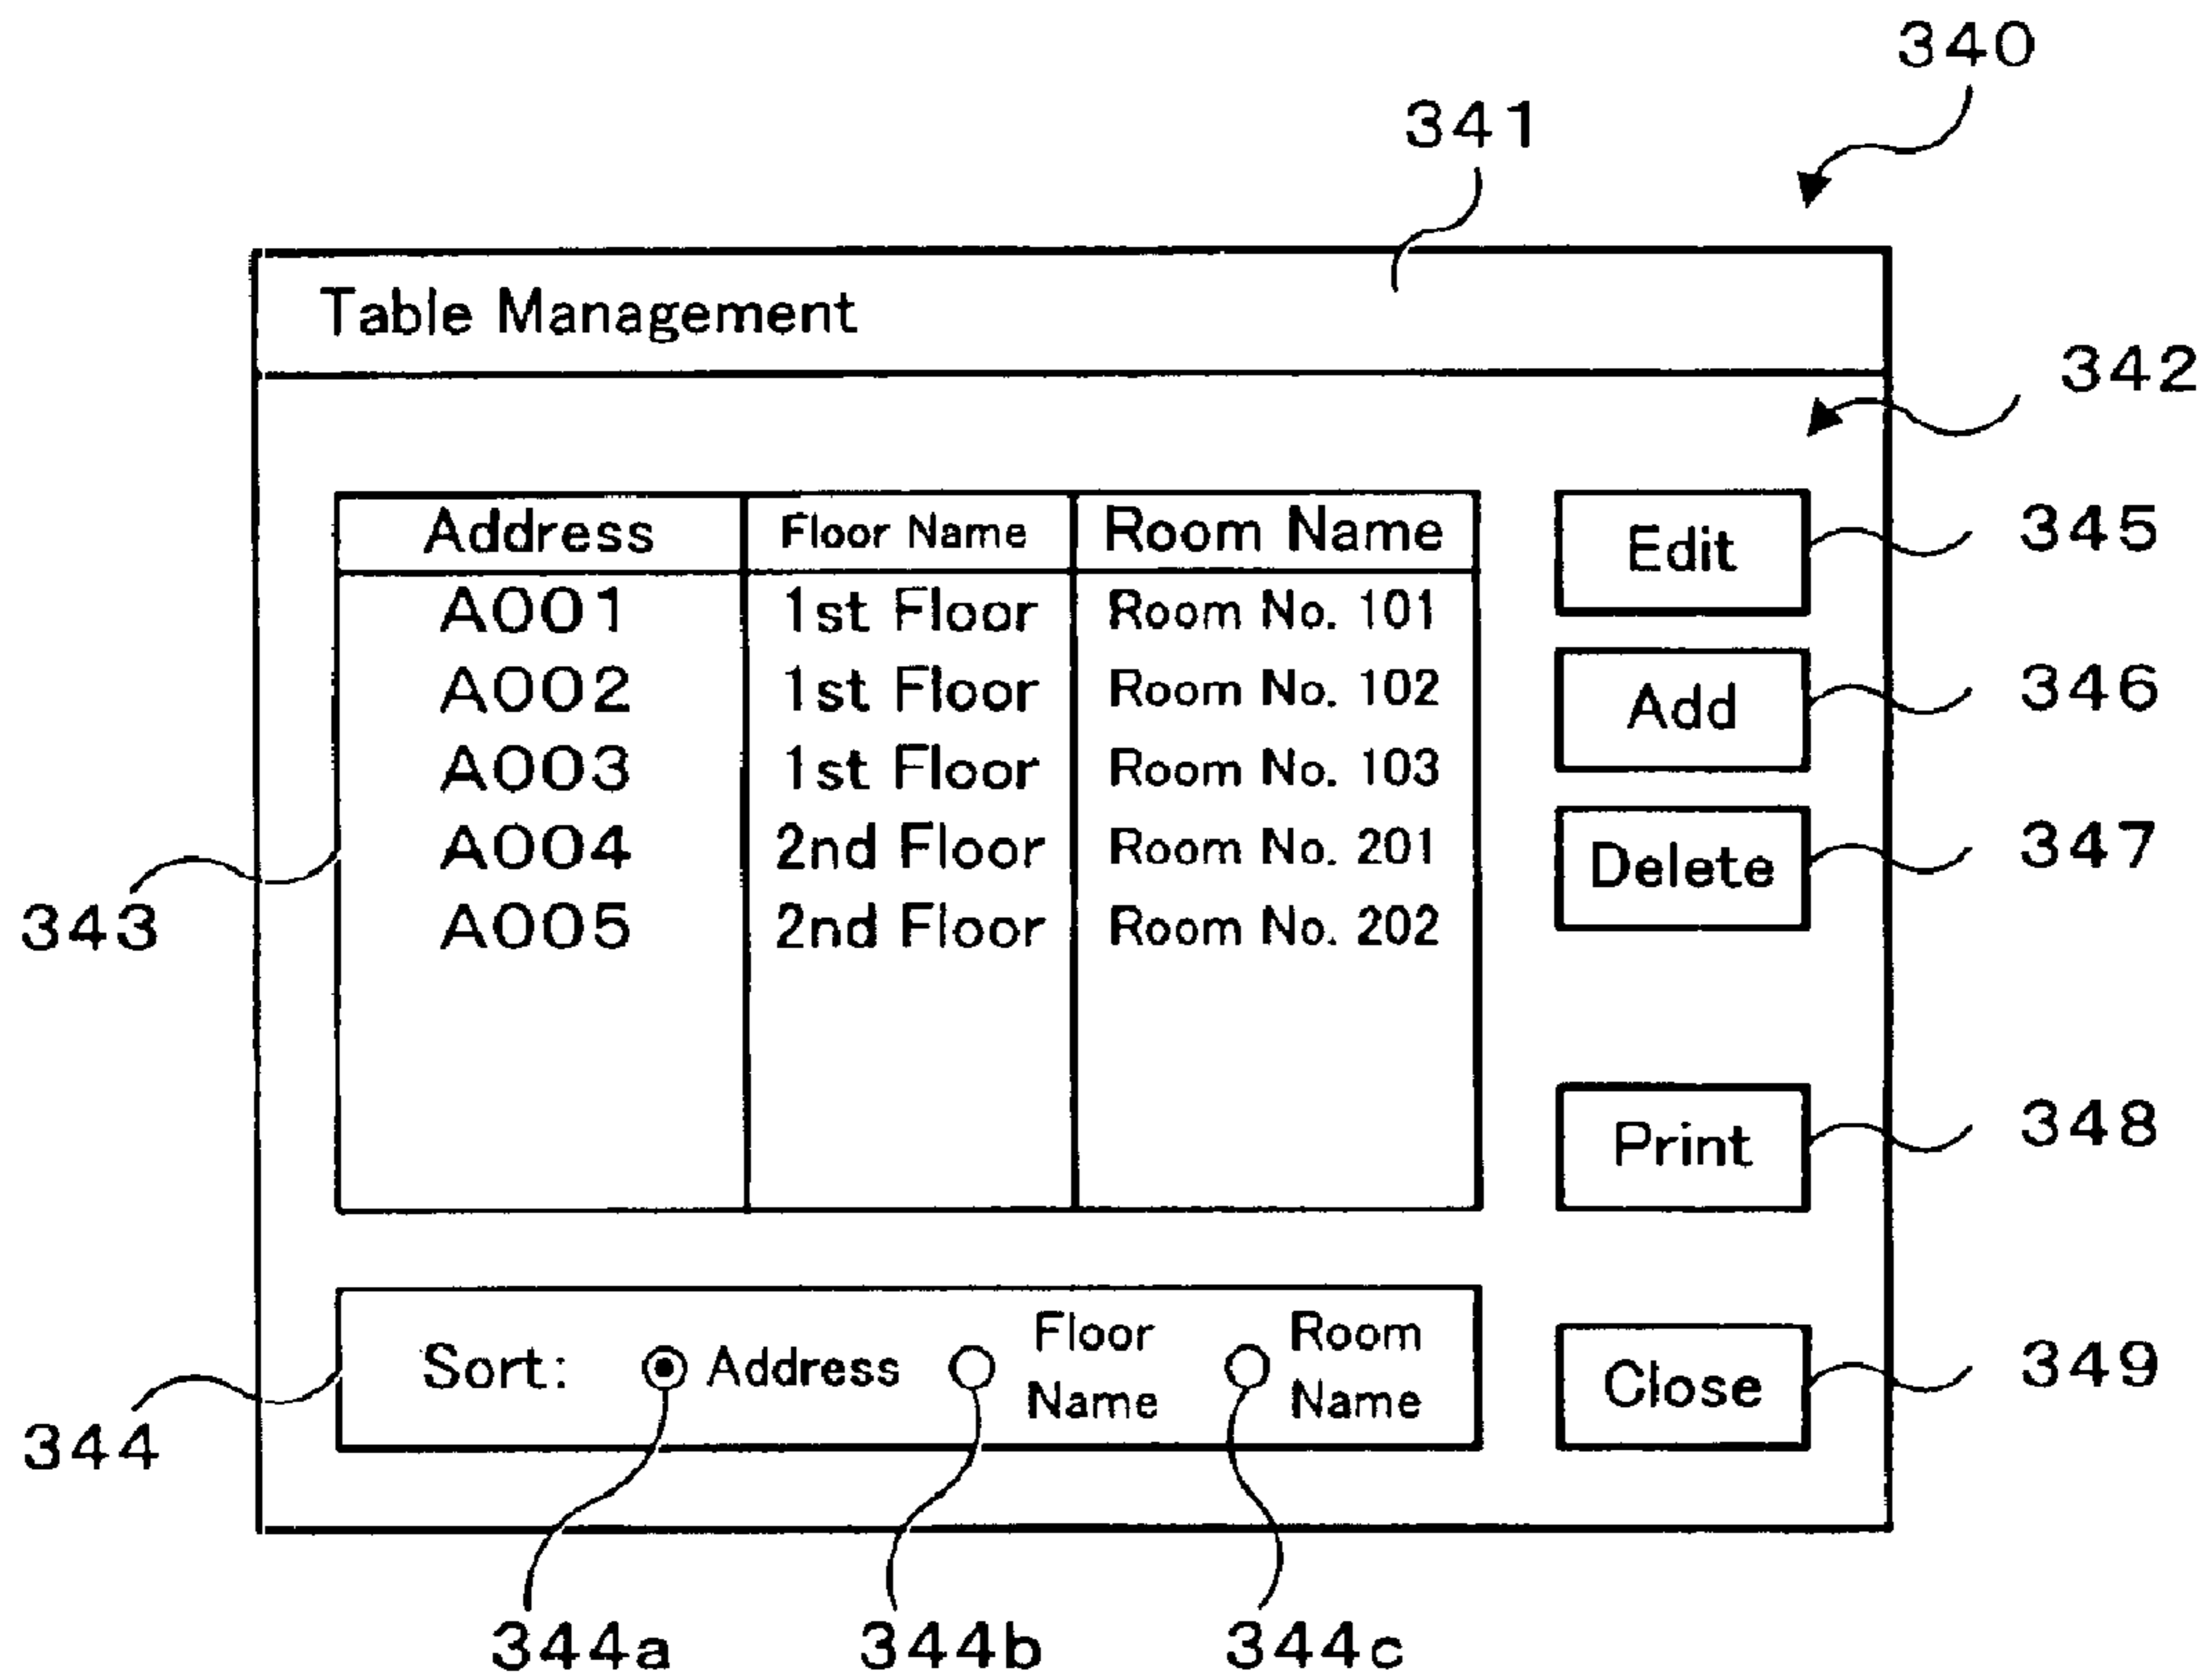 340
341
Table Management
342
Address Floor Name Room Name
Edit 345
A001 1st Floor Room No. 101
A002 1st Floor Room No. 102
Add 346
A003 1st Floor Room No. 103
A004 2nd Floor Room No. 201
Delete 347
343
A005 2nd Floor Room No. 202
Print 348
Sort: Address Floor Name Room Name
Close 349
344
344a 344b 344c